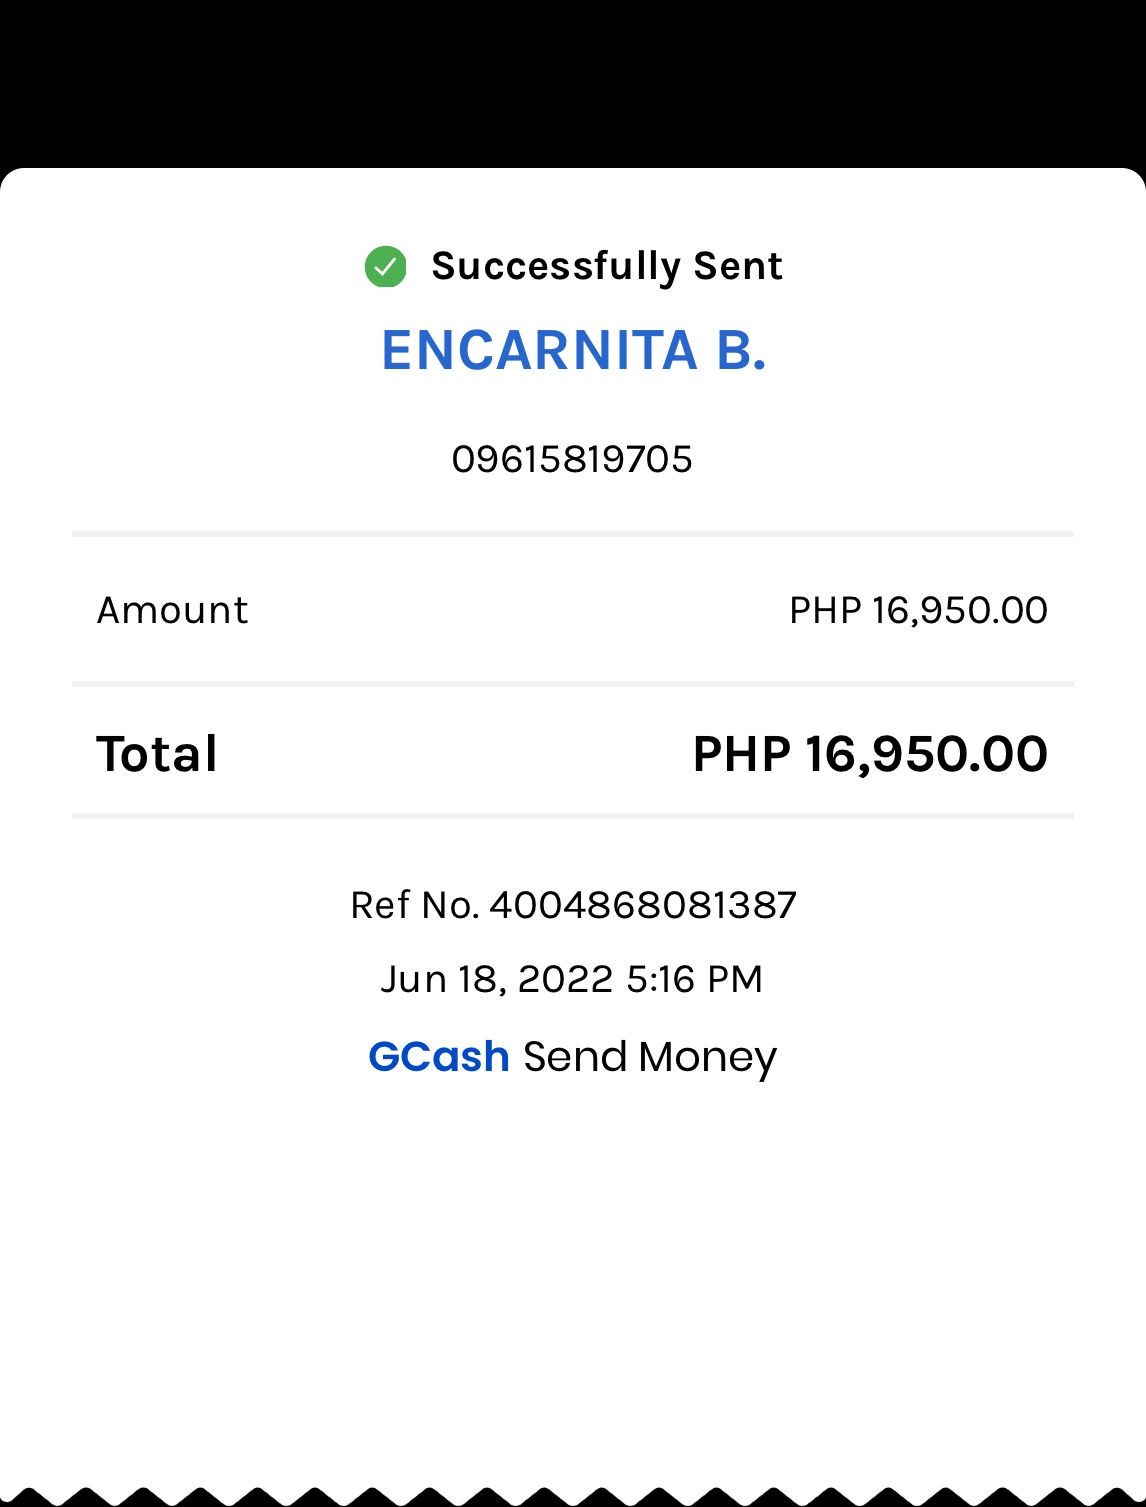 Successfully Sent
ENCARNITA B.
09615819705
Amount PHP 16,950.00
Total PHP 16,950.00
Ref No. 4004868081387
Jun 18, 2022 5:16 PM
GCash Send Money